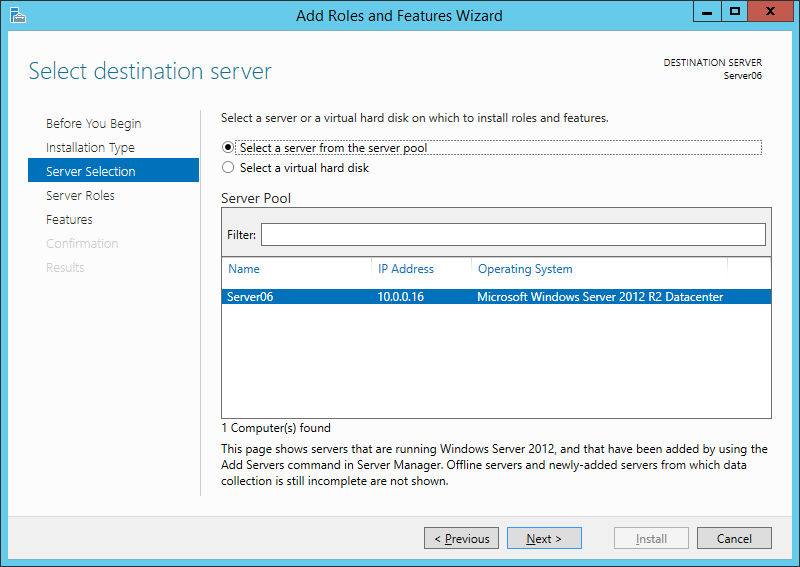 Add Roles and Features Wizard
Select destination server
DESTINATION SERVER
Server06
Before You Begin
Installation Type
Server Selection
Server Roles
Features
Confirmation
Results
Select a server or a virtual hard disk on which to install roles and features.
Select a server from the server pool
Select a virtual hard disk
Server Pool
Filter:
Name IP Address Operating System
Server06 10.0.0.16 Microsoft Windows Server 2012 R2 Datacenter
1 Computer(s) found
This page shows servers that are running Windows Server 2012, and that have been added by using the
Add Servers command in Server Manager. Offline servers and newly-added servers from which data
collection is still incomplete are not shown.
< Previous Next > Install Cancel